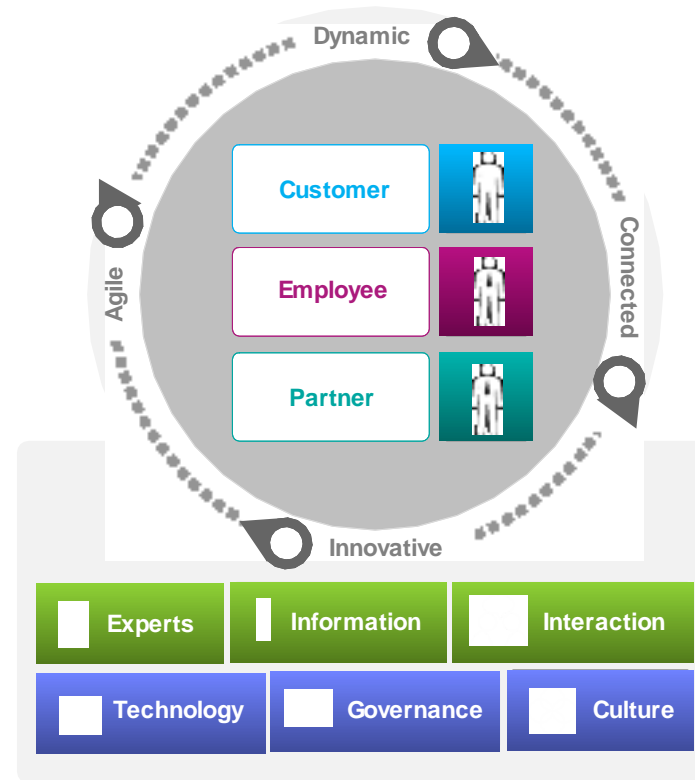 Dynamic
Customer
Connected
Employee
Agile
Partner
Innovative
Experts
Information
Interaction
Technology
Governance
Culture